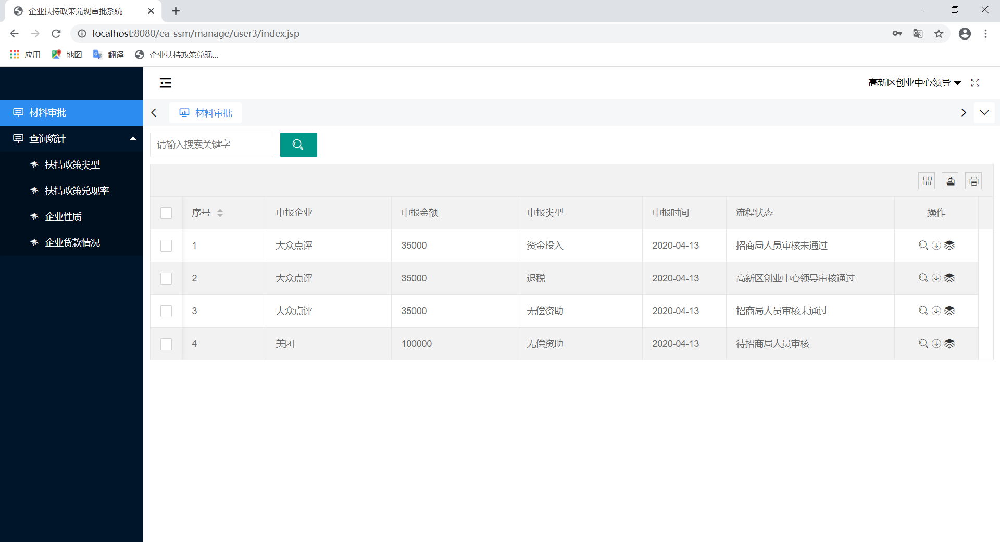 企业扶持政策兑现审批系统
localhost:8080/ea-ssm/manage/user3/index.jsp
应用 地图 翻译 企业扶持政策兑现...
高新区创业中心领导
材料审批
材料审批
查询统计
扶持政策类型
扶持政策兑现率
企业性质
企业贷款情况
请输入搜索关键字
序号 申报企业 申报金额 申报类型 申报时间 流程状态 操作
1 大众点评 35000 资金投入 2020-04-13 招商局人员审核未通过
2 大众点评 35000 退税 2020-04-13 高新区创业中心领导审核通过
3 大众点评 35000 无偿资助 2020-04-13 招商局人员审核未通过
4 美团 100000 无偿资助 2020-04-13 待招商局人员审核